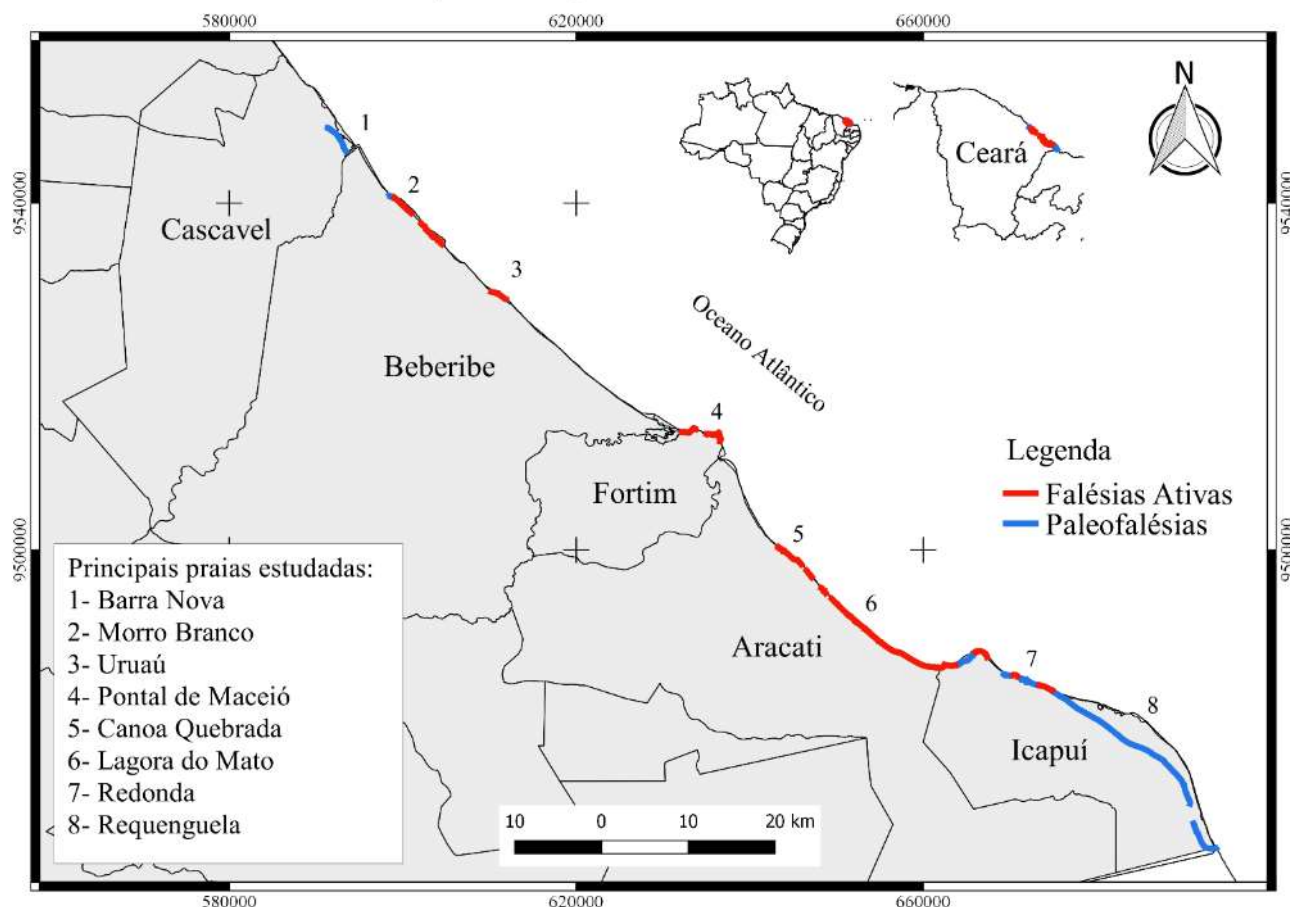 580000
620000
660000
N
1
Ceará
2
9540000
9540000
Cascavel
3
Oceano Atlântico
Beberibe
4
Legenda
Falésias Ativas
Fortim
Paleofalésias
5
9500000
9500000
Principais praias estudadas:
1- Barra Nova
2- Morro Branco
3- Uruaú
4- Pontal de Maceió
5- Canoa Quebrada
6- Lagora do Mato
7- Redonda
8- Requenguela
6
Aracati
7
8
Icapuí
10 0 10 20 km
580000
620000
660000